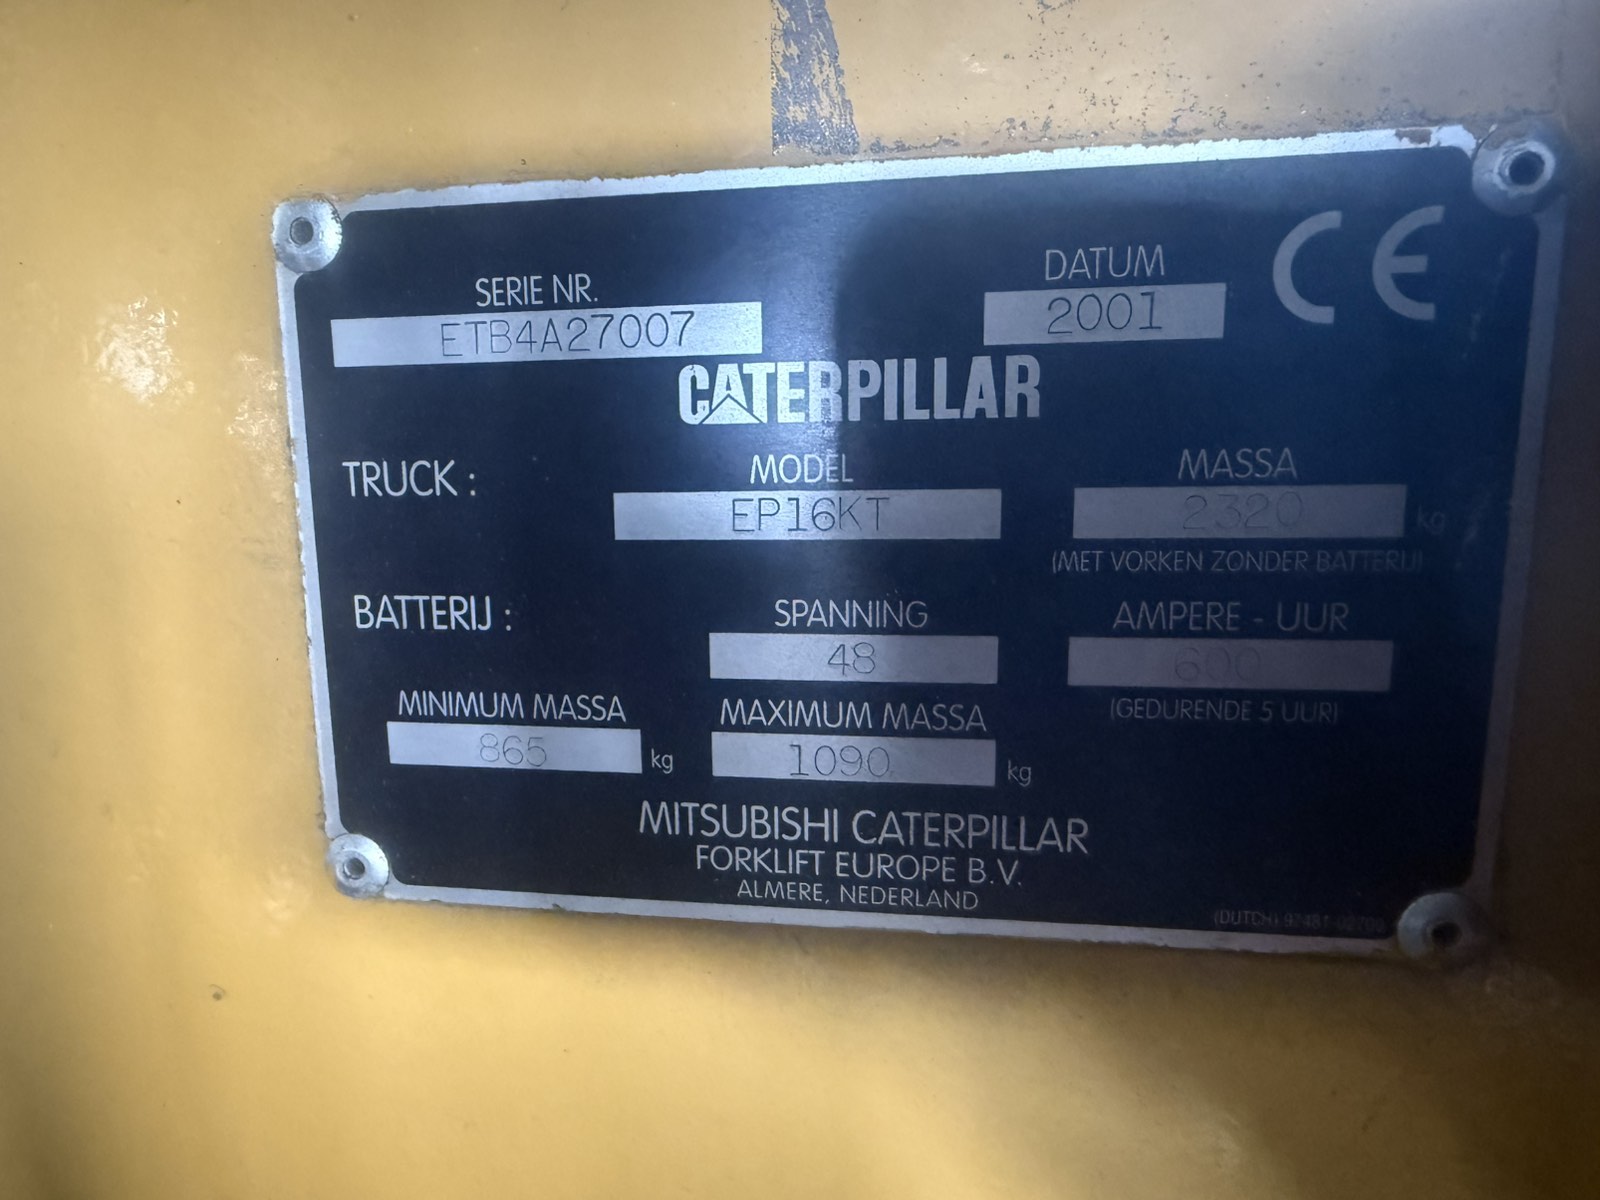 SERIE NR. DATUM CE
ETB4A27007 2001
CATERPILLAR
TRUCK : MODEL MASSA
EP16KT 2320 kg
(MET VORKEN ZONDER BATTERIJ)
BATTERIJ : SPANNING AMPERE - UUR
48 600
MINIMUM MASSA MAXIMUM MASSA (GEDURENDE 5 UUR)
865 kg 1090 kg
MITSUBISHI CATERPILLAR
FORKLIFT EUROPE B.V.
ALMERE, NEDERLAND
(DUTCH)